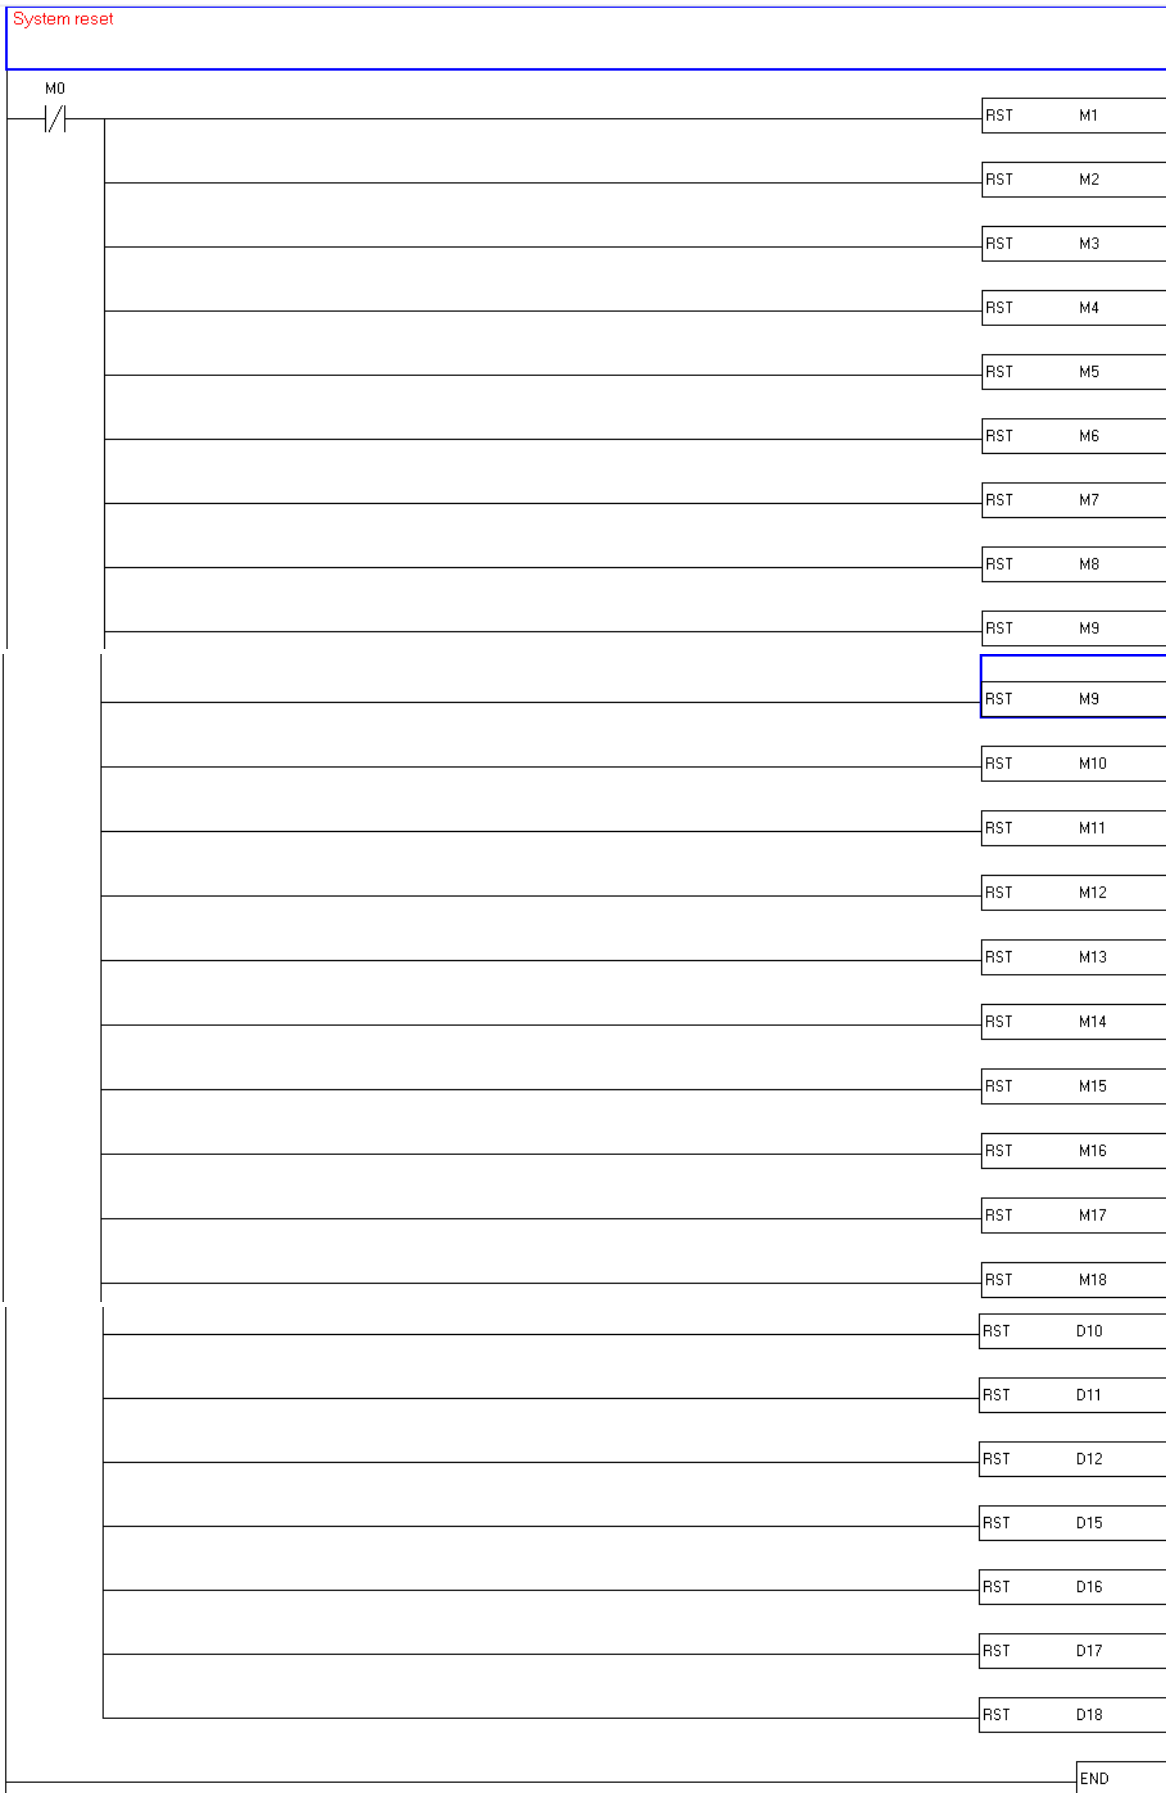 System reset
M0
RST M1
RST M2
RST M3
RST M4
RST M5
RST M6
RST M7
RST M8
RST M9
RST M9
RST M10
RST M11
RST M12
RST M13
RST M14
RST M15
RST M16
RST M17
RST M18
RST D10
RST D11
RST D12
RST D15
RST D16
RST D17
RST D18
END